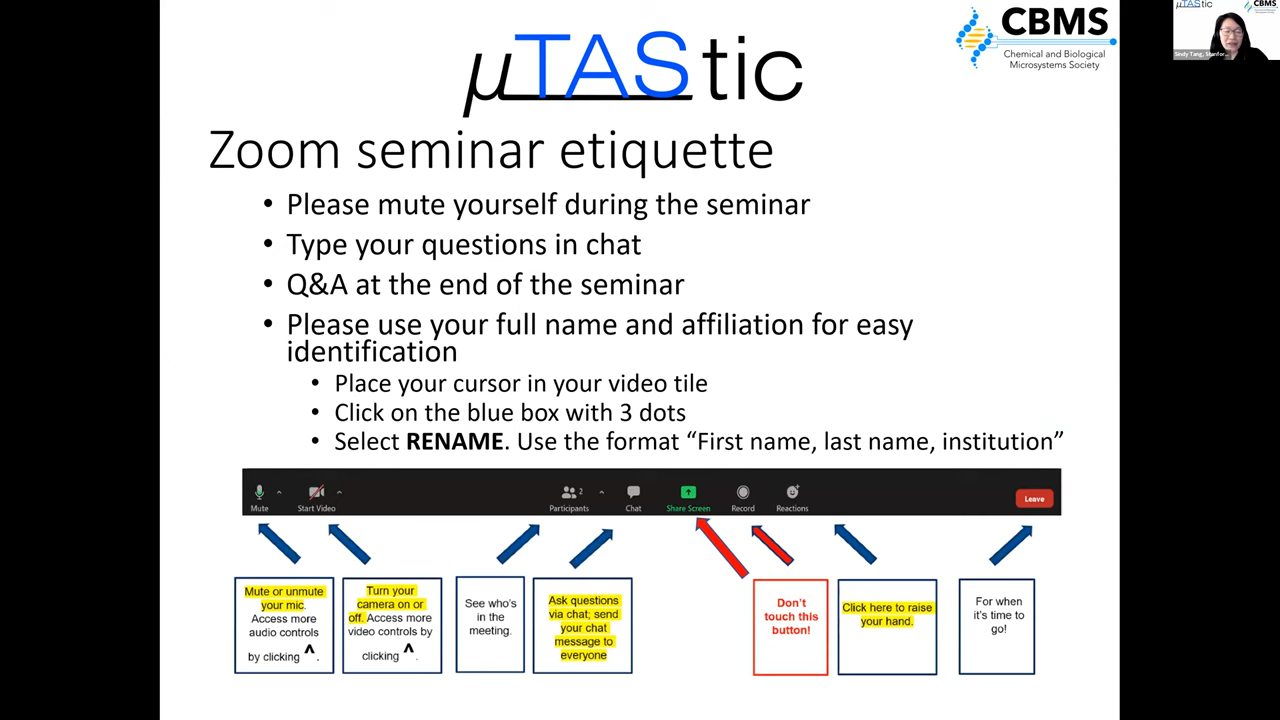 µTAStic
CBMS
Chemical and Biological
Microsystems Society
µTAStic
CBMS
Sindy Tang, Stanfor...
Zoom seminar etiquette
• Please mute yourself during the seminar
• Type your questions in chat
• Q&A at the end of the seminar
• Please use your full name and affiliation for easy
identification
• Place your cursor in your video tile
• Click on the blue box with 3 dots
• Select RENAME. Use the format “First name, last name, institution”
Mute
Start Video
2
Participants
Chat
Share Screen
Record
Reactions
Leave
Mute or unmute
your mic.
Access more
audio controls
by clicking ^.
Turn your
camera on or
off. Access more
video controls by
clicking ^.
See who's
in the
meeting.
Ask questions
via chat; send
your chat
message to
everyone
Don't
touch this
button!
Click here to raise
your hand.
For when
it's time to
go!